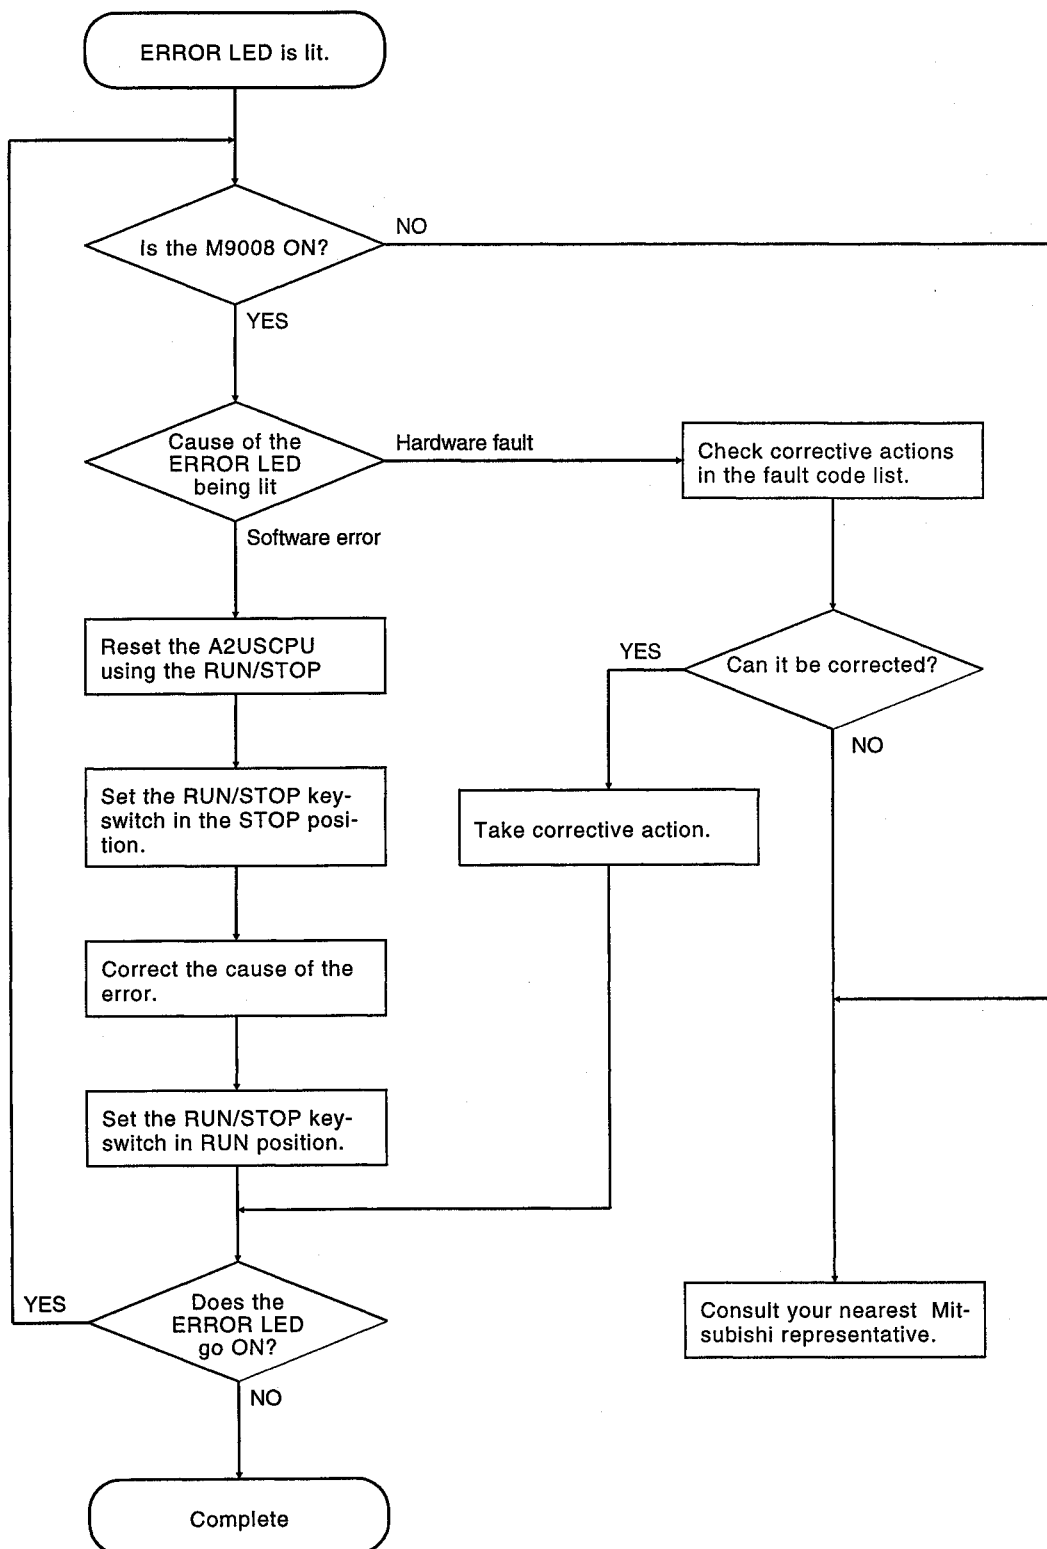 ERROR LED is lit.
Is the M9008 ON?
NO
YES
Cause of the
ERROR LED
being lit
Hardware fault
Software error
Check corrective actions
in the fault code list.
Reset the A2USCPU
using the RUN/STOP
YES
Can it be corrected?
NO
Set the RUN/STOP key-
switch in the STOP posi-
tion.
Take corrective action.
Correct the cause of the
error.
Set the RUN/STOP key-
switch in RUN position.
YES
Does the
ERROR LED
go ON?
NO
Consult your nearest Mit-
subishi representative.
Complete